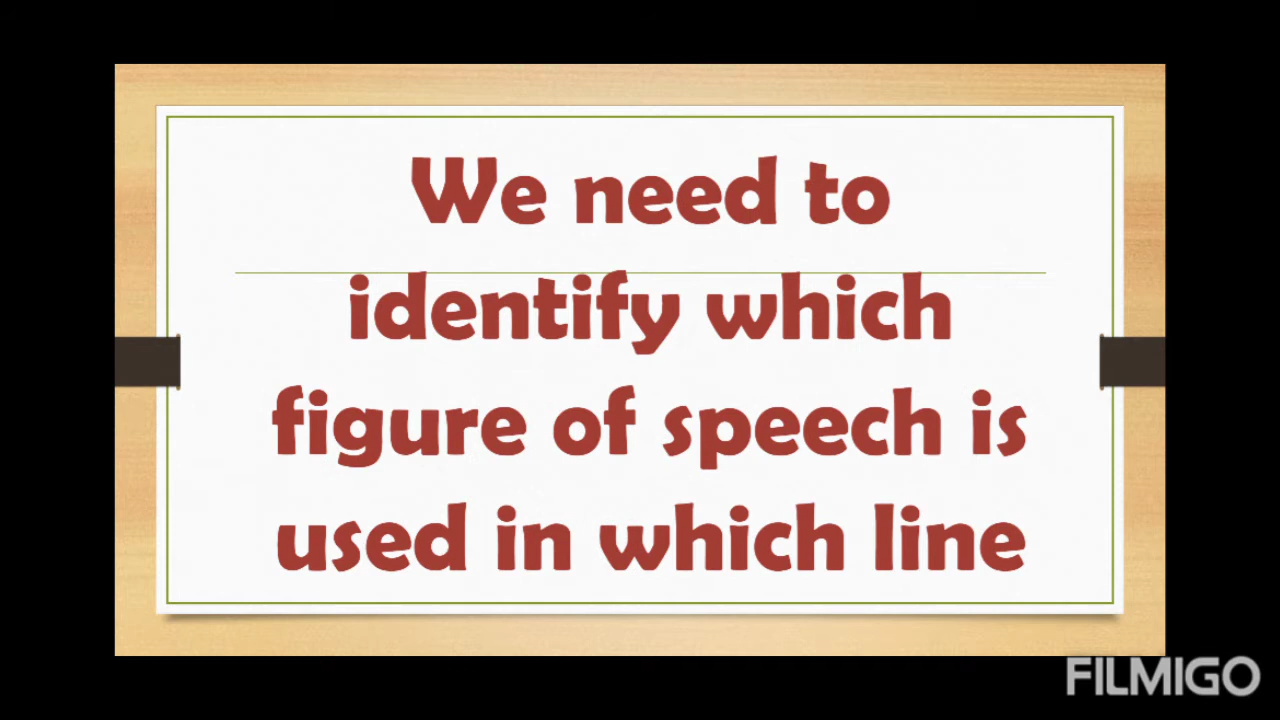 We need to
identify which
figure of speech is
used in which line
FILMIGO